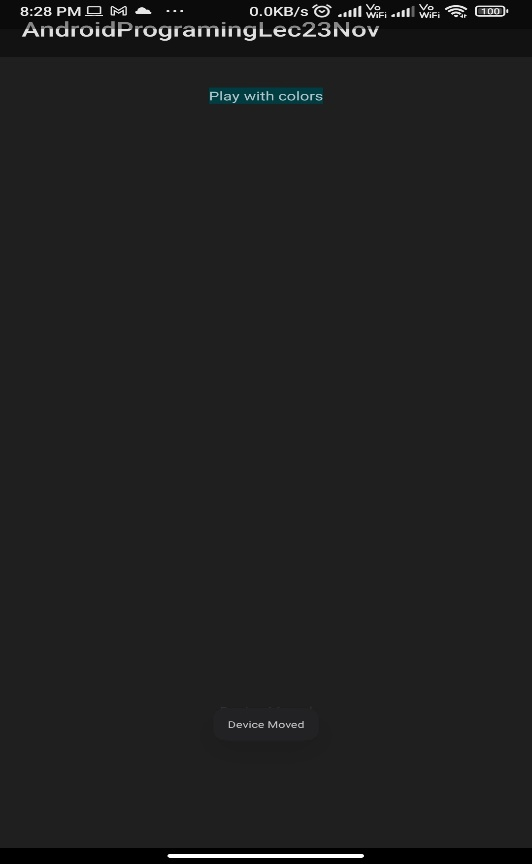 8:28 PM ... 0.0KB/s Vo WiFi Vo WiFi 100
AndroidProgramingLec23Nov
Play with colors
Device Moved